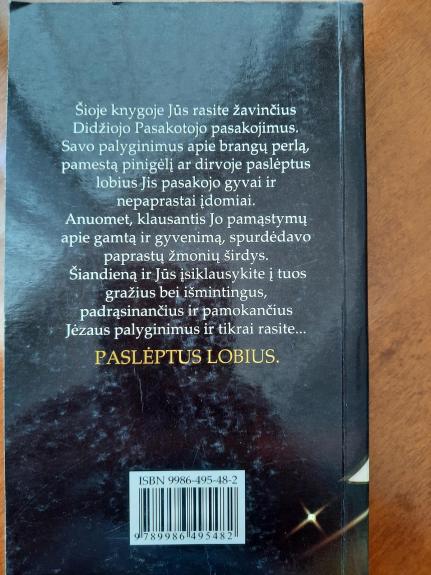 Šioje knygoje Jūs rasite žavinčius
Didžiojo Pasakotojo pasakojimus.
Savo palyginimus apie brangų perlą,
pamestą pinigėlį ar dirvoje paslėptus
lobius Jis pasakojo gyvai ir
nepaprastai įdomiai.
Anuomet, klausantis Jo pamąstymų
apie gamtą ir gyvenimą, spurdėdavo
paprastų žmonių širdys.
Šiandieną ir Jūs įsiklausykite į tuos
gražius bei išmintingus,
padrąsinančius ir pamokančius
Jėzaus palyginimus ir tikrai rasite...
PASLĖPTUS LOBIUS.
ISBN 9986-495-48-2
9 789986 495482